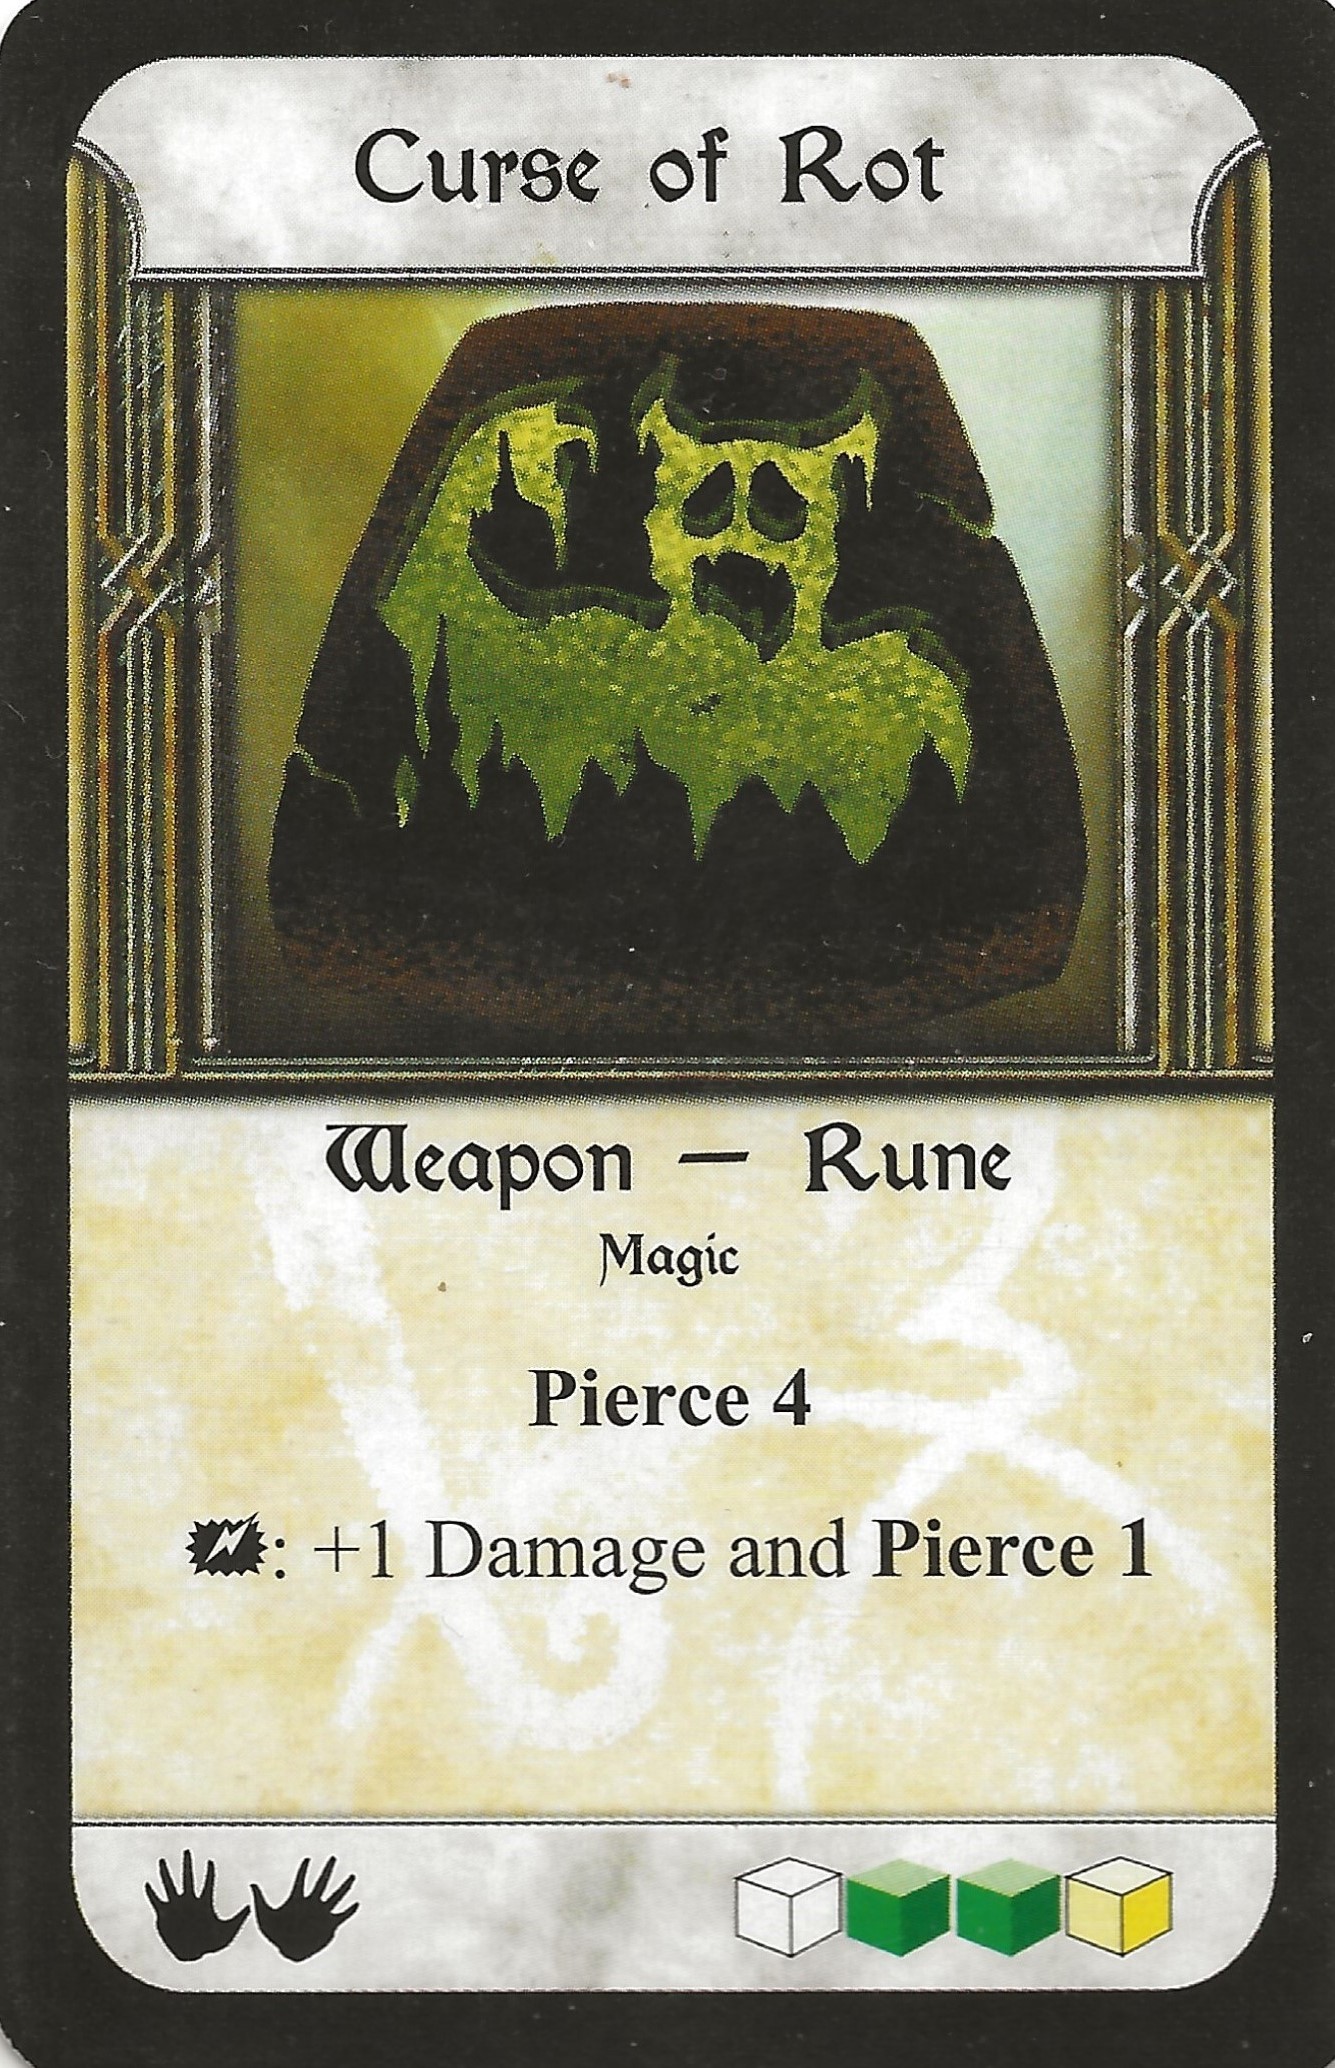 Curse of Rot
Weapon — Rune
Magic
Pierce 4
: +1 Damage and Pierce 1